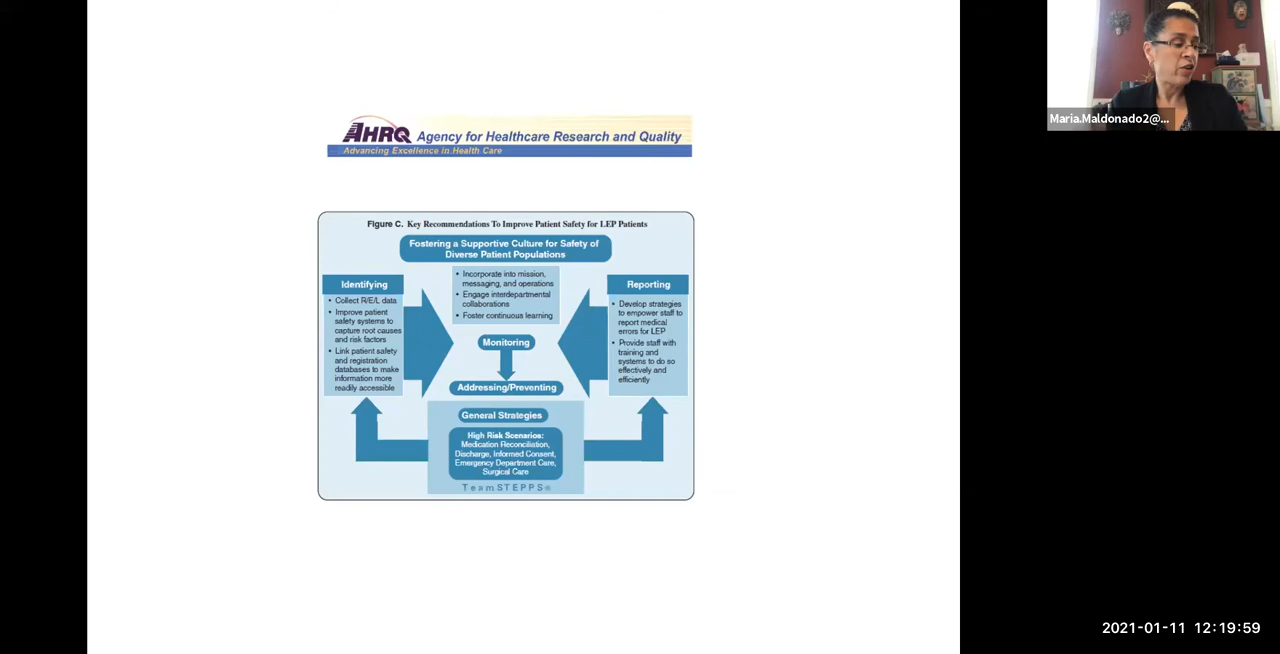 AHRQ Agency for Healthcare Research and Quality
Advancing Excellence in Health Care
Maria.Maldonado2@...
Figure C. Key Recommendations To Improve Patient Safety for LEP Patients
Fostering a Supportive Culture for Safety of
Diverse Patient Populations
Identifying
• Collect R/E/L data
• Improve patient
safety systems to
capture root causes
and risk factors
• Link patient safety
and registration
databases to make
information more
readily accessible
• Incorporate into mission,
messaging, and operations
• Engage interdepartmental
collaborations
• Foster continuous learning
Monitoring
Addressing/Preventing
Reporting
• Develop strategies
to empower staff to
report medical
errors for LEP
• Provide staff with
training and
systems to do so
effectively and
efficiently
General Strategies
High Risk Scenarios:
Medication Reconciliation,
Discharge, Informed Consent,
Emergency Department Care,
Surgical Care
TeamSTEPPS®
2021-01-11 12:19:59